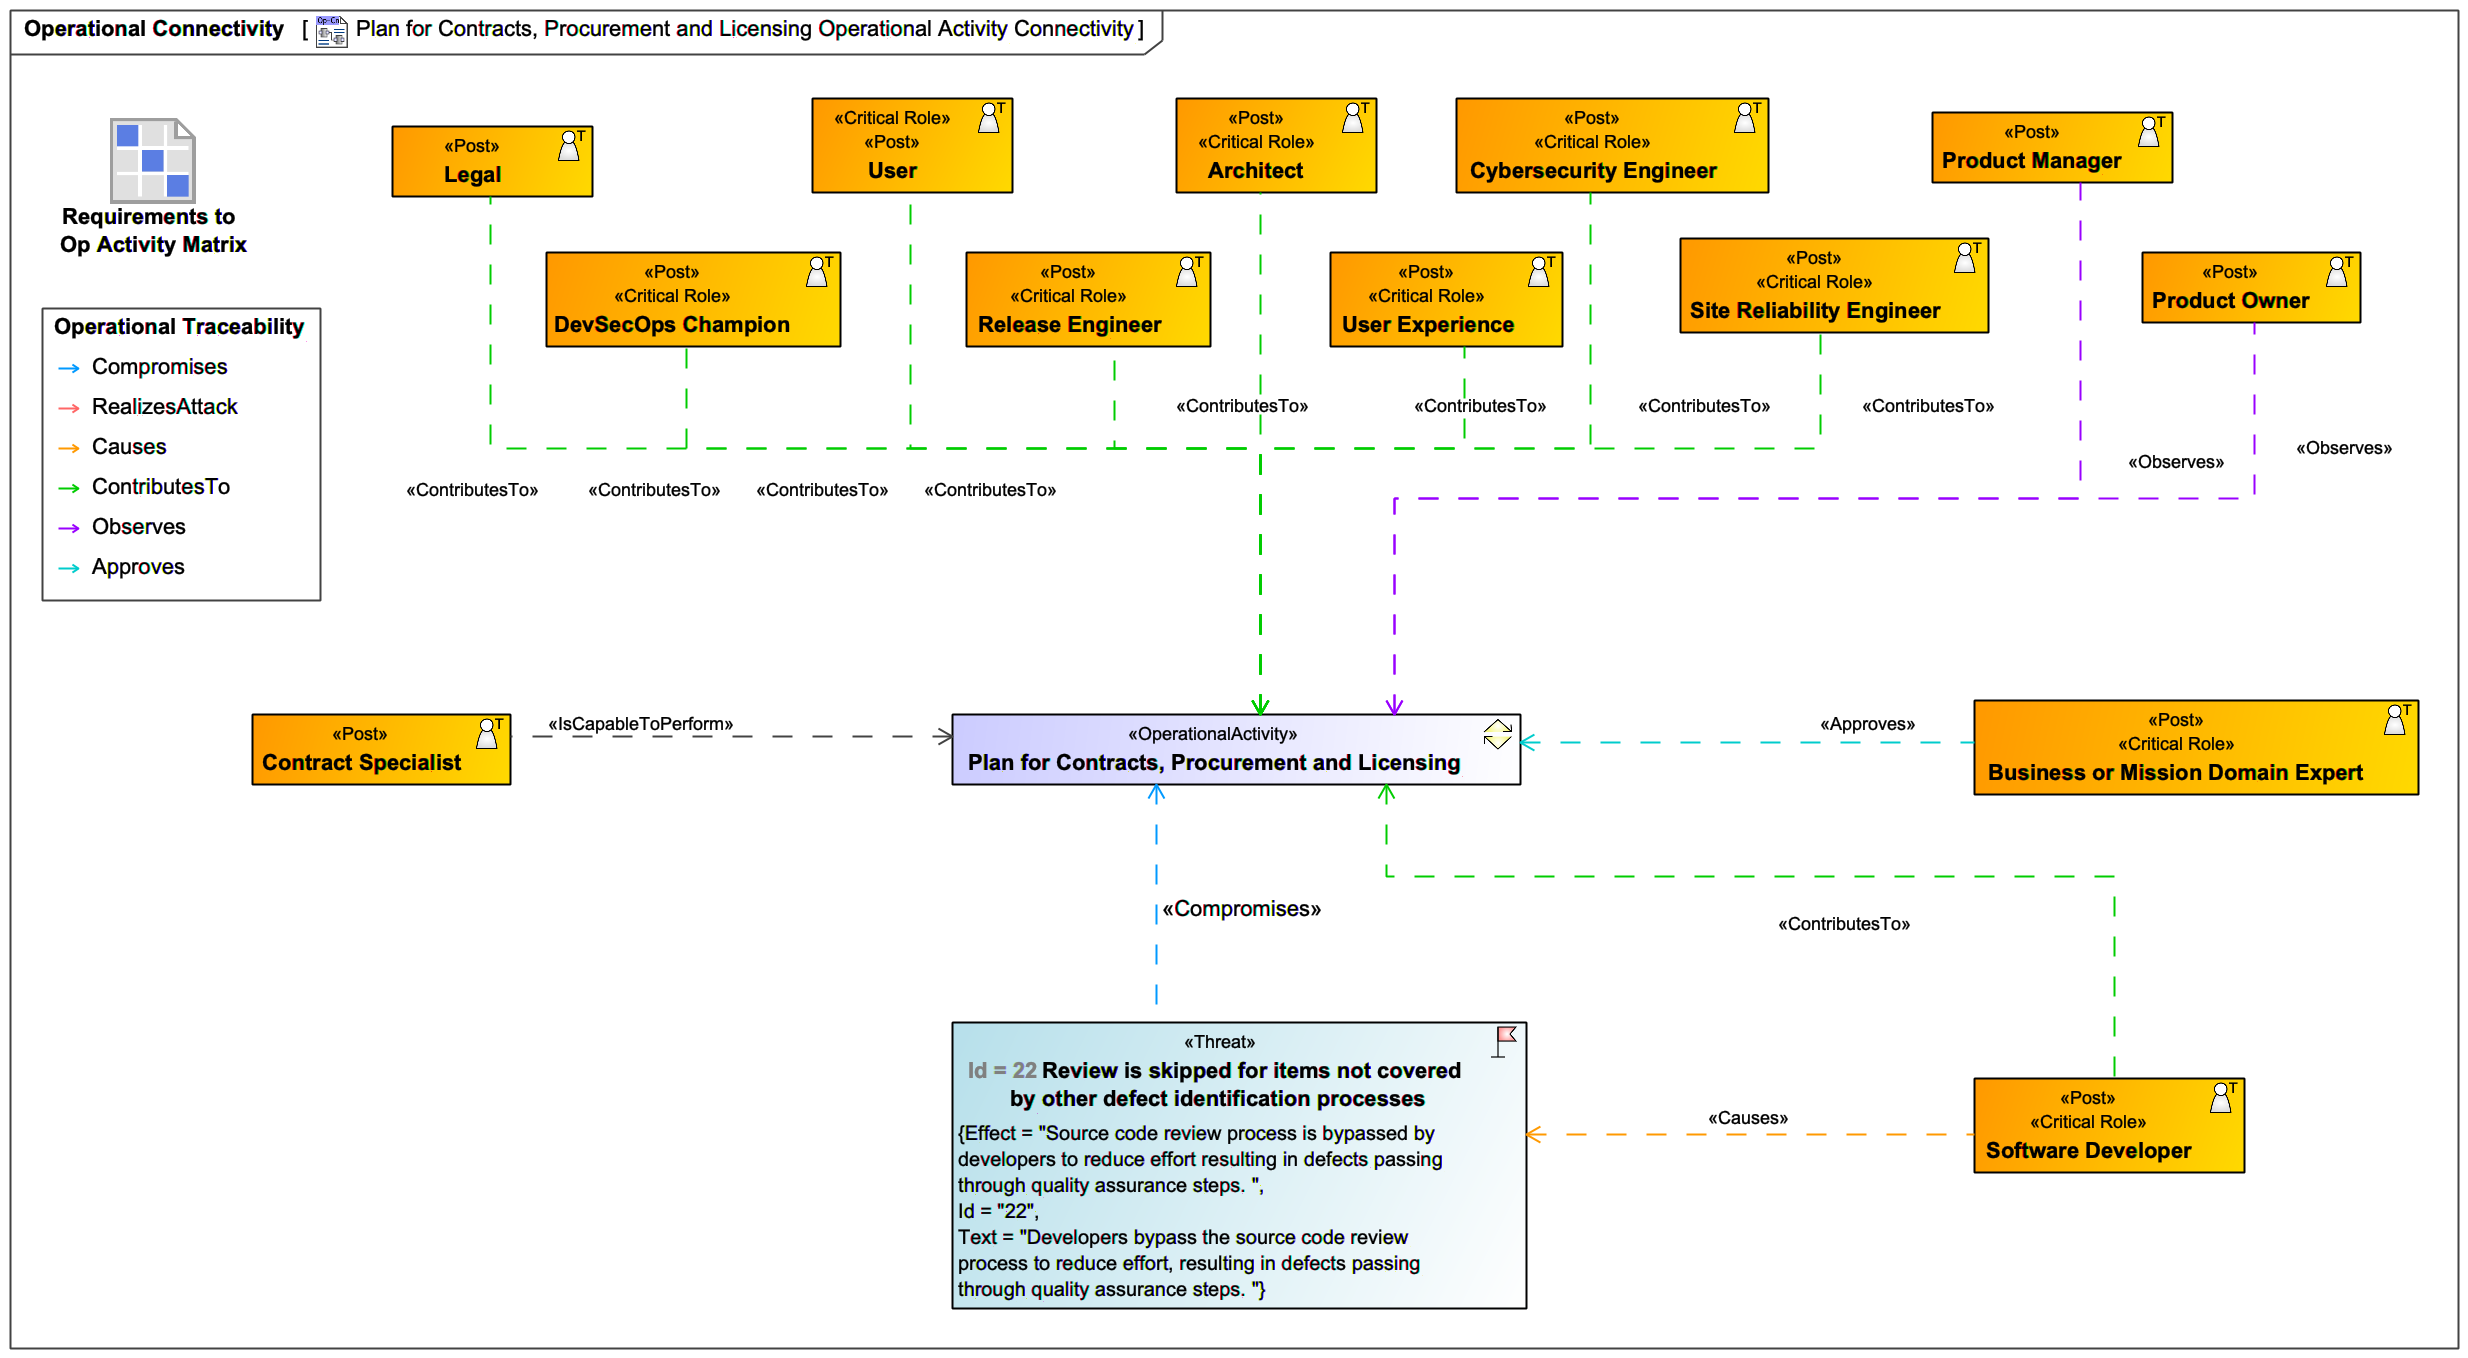 Operational Connectivity [ Plan for Contracts, Procurement and Licensing Operational Activity Connectivity ]
Requirements to
Op Activity Matrix
Operational Traceability
Compromises
RealizesAttack
Causes
ContributesTo
Observes
Approves
«Post»
Legal
«Critical Role»
«Post»
User
«Post»
«Critical Role»
Architect
«Post»
«Critical Role»
Cybersecurity Engineer
«Post»
Product Manager
«Post»
«Critical Role»
DevSecOps Champion
«Post»
«Critical Role»
Release Engineer
«Post»
«Critical Role»
User Experience
«Post»
«Critical Role»
Site Reliability Engineer
«Post»
Product Owner
«ContributesTo» «ContributesTo» «ContributesTo» «ContributesTo»
«Observes» «Observes»
«ContributesTo» «ContributesTo» «ContributesTo» «ContributesTo»
«Post»
Contract Specialist
«IsCapableToPerform»
«OperationalActivity»
Plan for Contracts, Procurement and Licensing
«Approves»
«Post»
«Critical Role»
Business or Mission Domain Expert
«Compromises»
«ContributesTo»
«Threat»
Id = 22 Review is skipped for items not covered
by other defect identification processes
{Effect = "Source code review process is bypassed by
developers to reduce effort resulting in defects passing
through quality assurance steps. ",
Id = "22",
Text = "Developers bypass the source code review
process to reduce effort, resulting in defects passing
through quality assurance steps. "}
«Causes»
«Post»
«Critical Role»
Software Developer